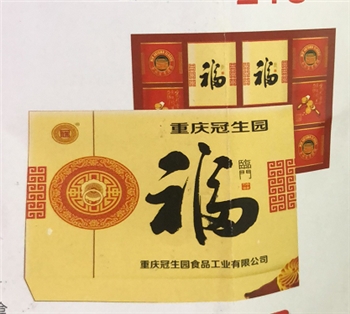 福 福
重庆冠生园
福
臨門
重庆冠生园食品工业有限公司